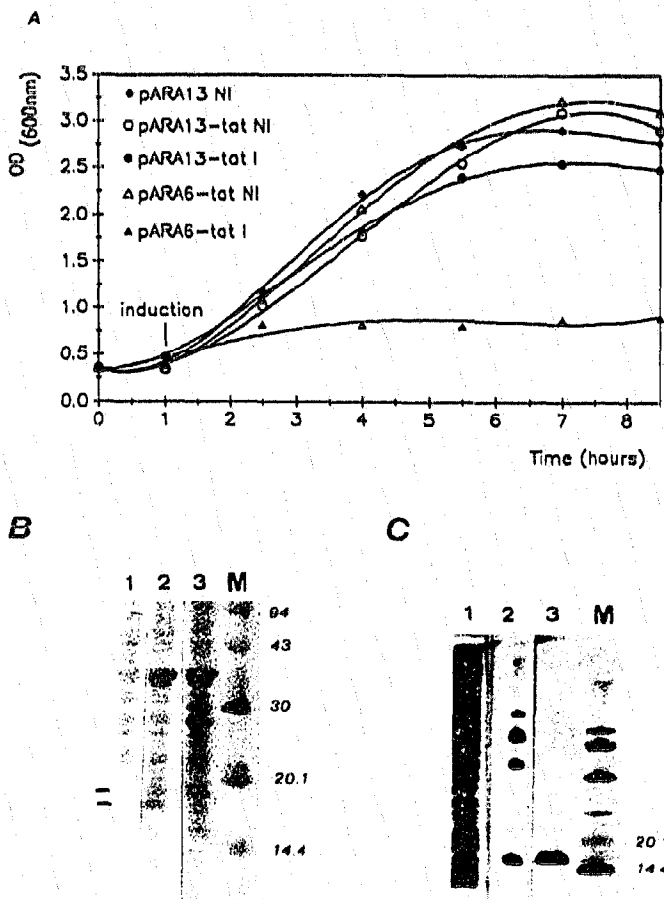 A
OD (600nm)
3.5
3.0
2.5
2.0
1.5
1.0
0.5
0.0
pARA13 NI
pARA13-tat NI
pARA13-tat I
pARA6-tat NI
pARA6-tat I
induction
0 1 2 3 4 5 6 7 8
Time (hours)
B
1 2 3 M
94
43
30
20.1
14.4
C
1 2 3 M
20
14.4